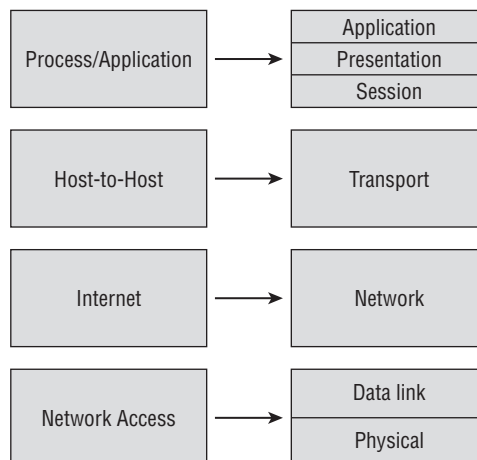 Process/Application
Application
Presentation
Session
Host-to-Host
Transport
Internet
Network
Network Access
Data link
Physical